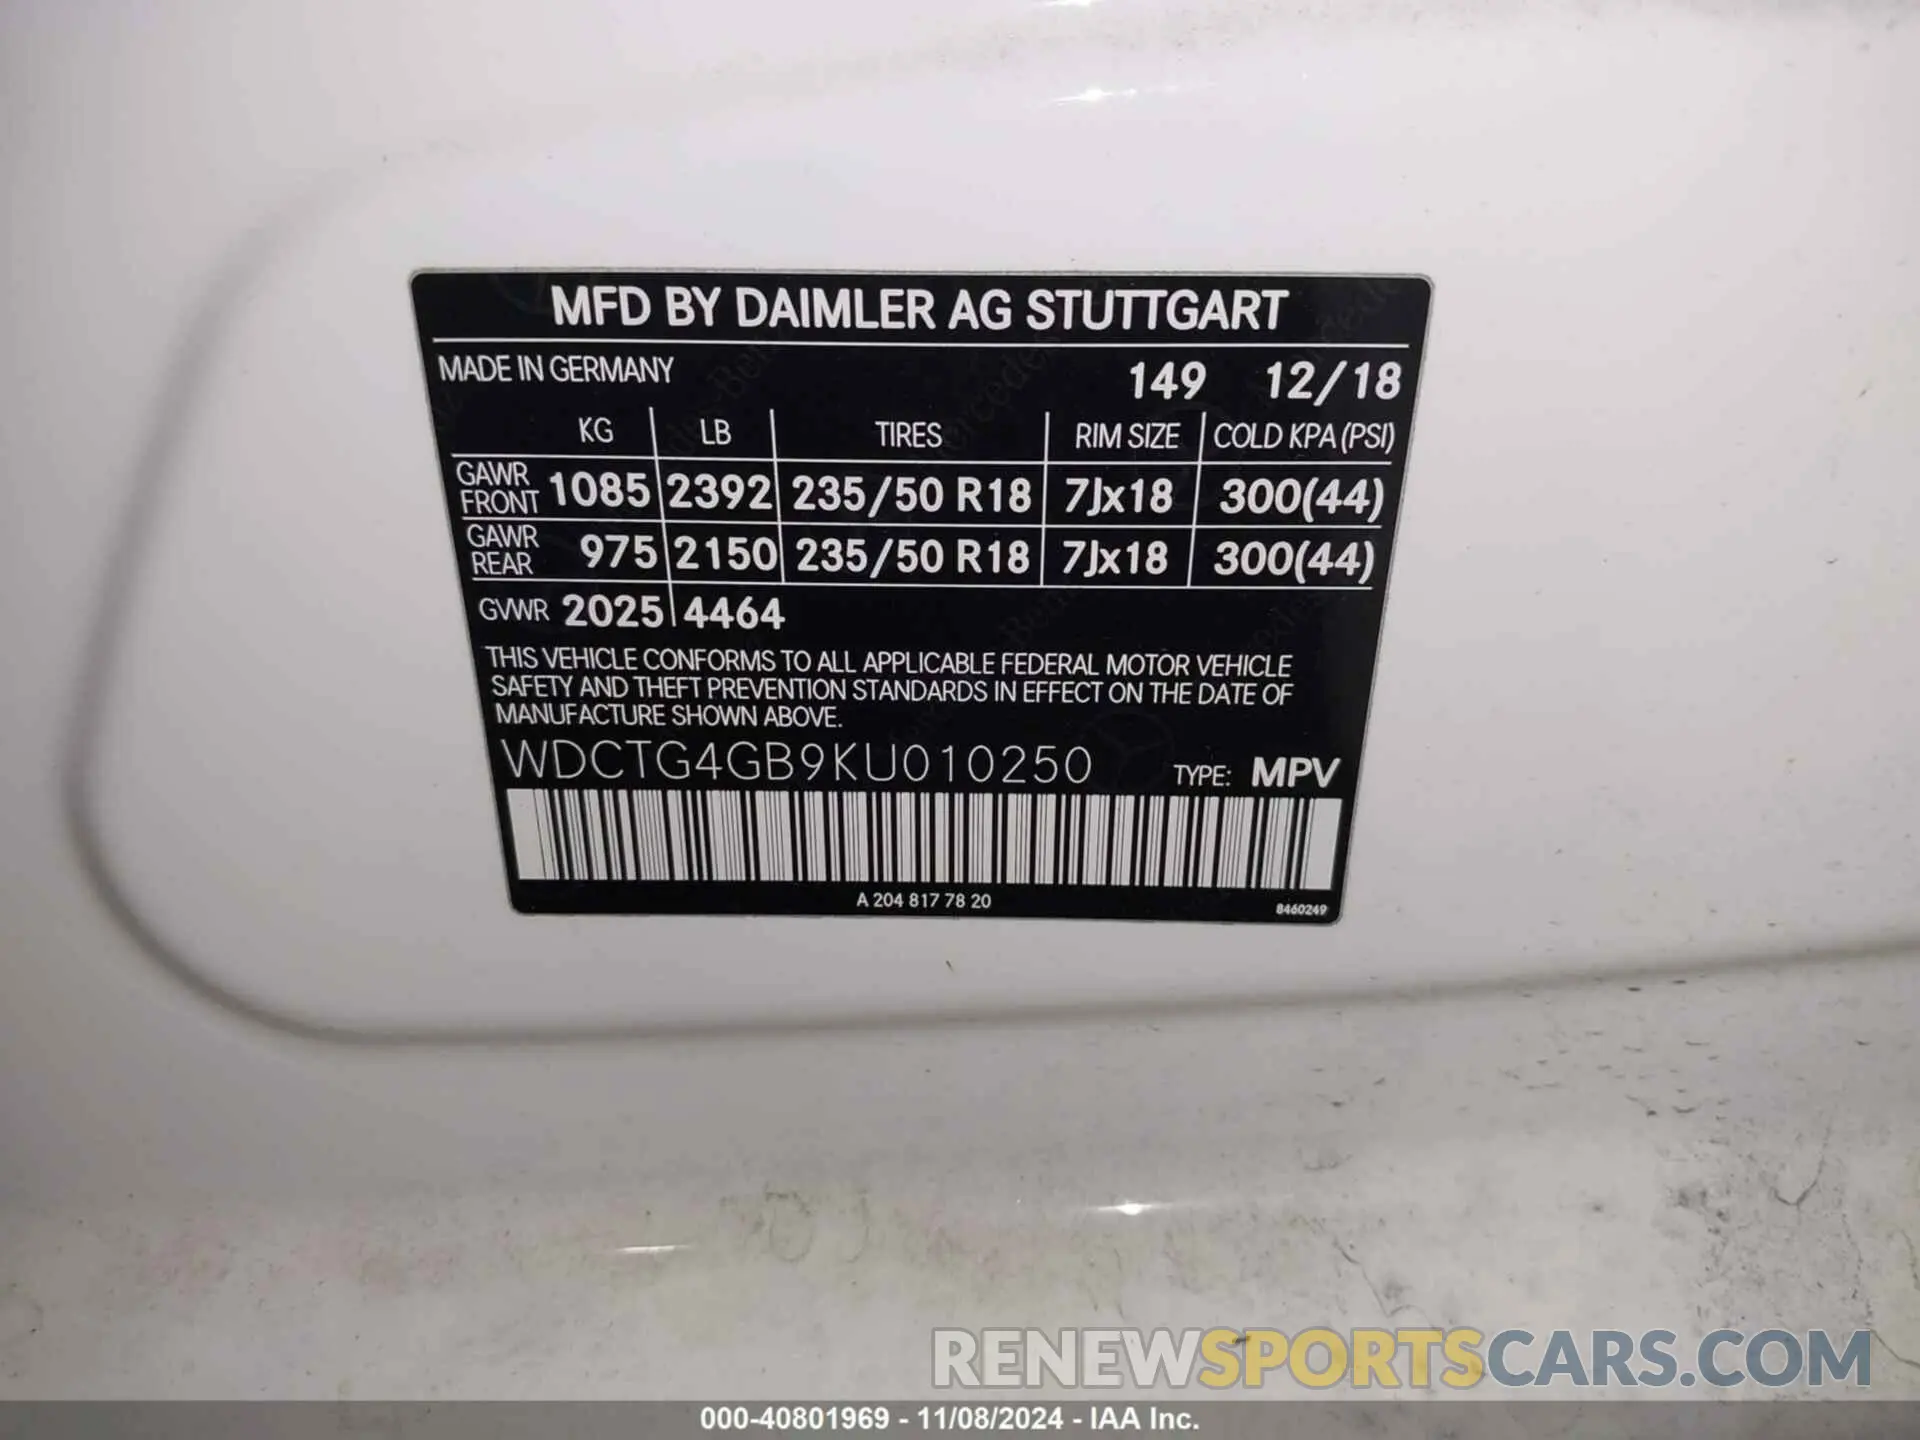 MFD BY DAIMLER AG STUTTGART
MADE IN GERMANY 149 12/18
KG LB TIRES RIM SIZE COLD KPA (PSI)
GAWR FRONT 1085 2392 235/50 R18 7Jx18 300(44)
GAWR REAR 975 2150 235/50 R18 7Jx18 300(44)
GVWR 2025 4464
THIS VEHICLE CONFORMS TO ALL APPLICABLE FEDERAL MOTOR VEHICLE
SAFETY AND THEFT PREVENTION STANDARDS IN EFFECT ON THE DATE OF
MANUFACTURE SHOWN ABOVE.
WDCTG4GB9KU010250 TYPE: MPV
A 204 817 78 20 8460249
RENEWSPORTSCARS.COM
000-40801969 - 11/08/2024 - IAA Inc.